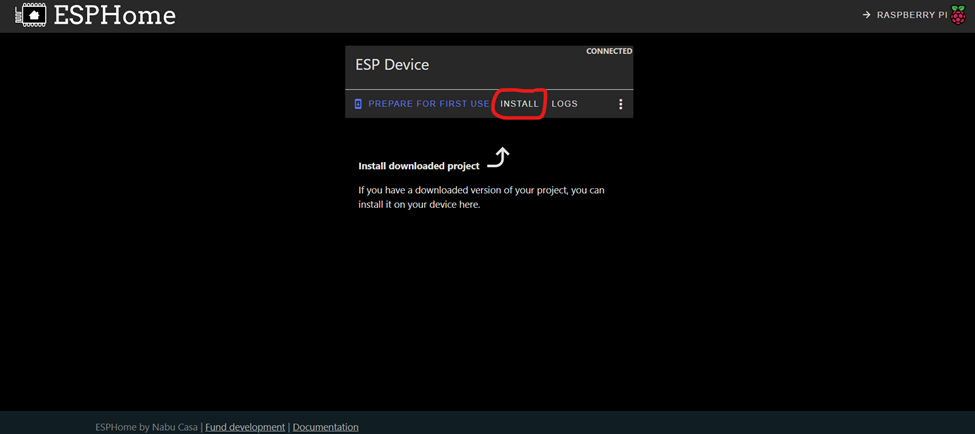 ESPHome
RASPBERRY PI
CONNECTED
ESP Device
PREPARE FOR FIRST USE INSTALL LOGS
Install downloaded project
If you have a downloaded version of your project, you can
install it on your device here.
ESPHome by Nabu Casa | Fund development | Documentation